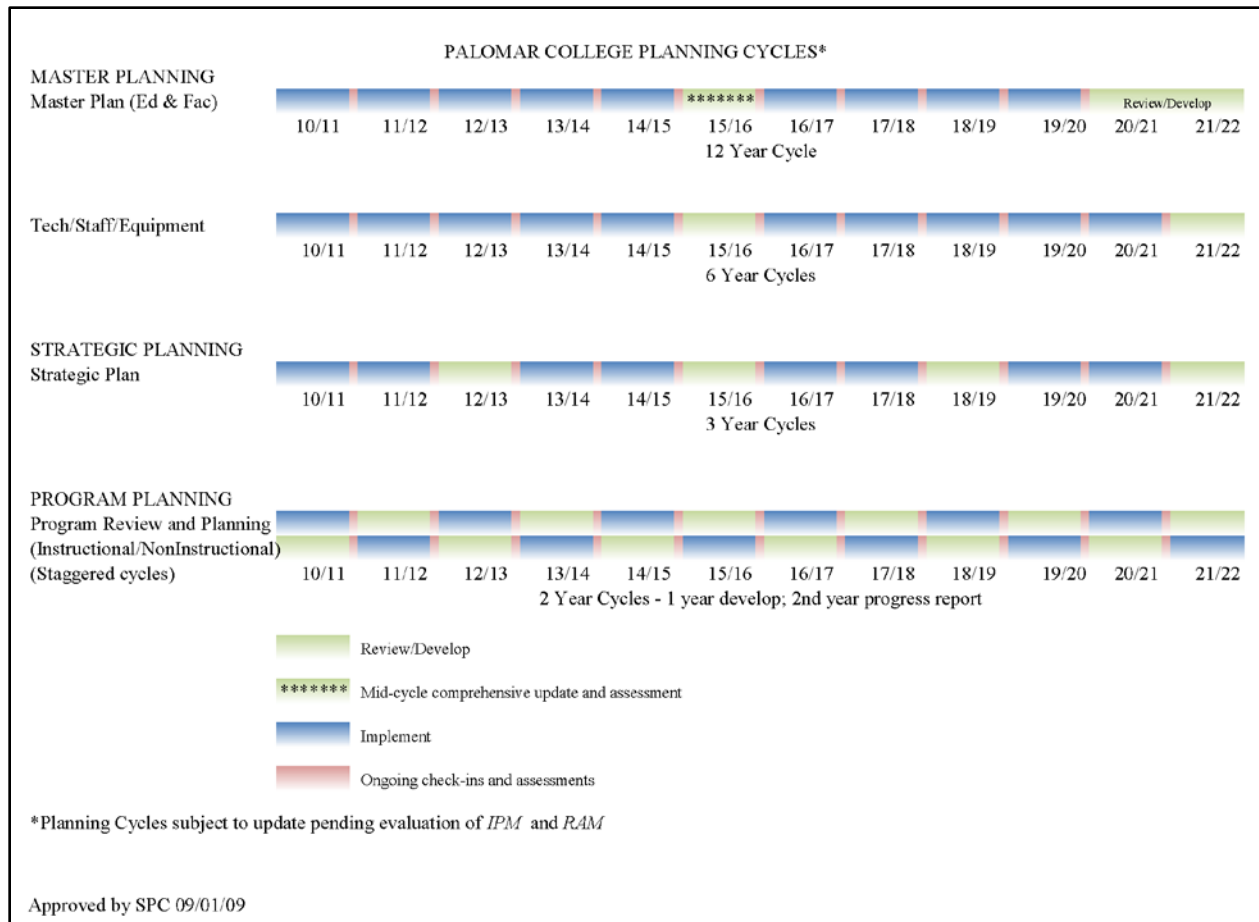 PALOMAR COLLEGE PLANNING CYCLES*
MASTER PLANNING
Master Plan (Ed & Fac)
******* Review/Develop
10/11 11/12 12/13 13/14 14/15 15/16 16/17 17/18 18/19 19/20 20/21 21/22
12 Year Cycle
Tech/Staff/Equipment
10/11 11/12 12/13 13/14 14/15 15/16 16/17 17/18 18/19 19/20 20/21 21/22
6 Year Cycles
STRATEGIC PLANNING
Strategic Plan
10/11 11/12 12/13 13/14 14/15 15/16 16/17 17/18 18/19 19/20 20/21 21/22
3 Year Cycles
PROGRAM PLANNING
Program Review and Planning
(Instructional/NonInstructional)
(Staggered cycles)
10/11 11/12 12/13 13/14 14/15 15/16 16/17 17/18 18/19 19/20 20/21 21/22
2 Year Cycles - 1 year develop; 2nd year progress report
Review/Develop
******* Mid-cycle comprehensive update and assessment
Implement
Ongoing check-ins and assessments
*Planning Cycles subject to update pending evaluation of IPM and RAM
Approved by SPC 09/01/09